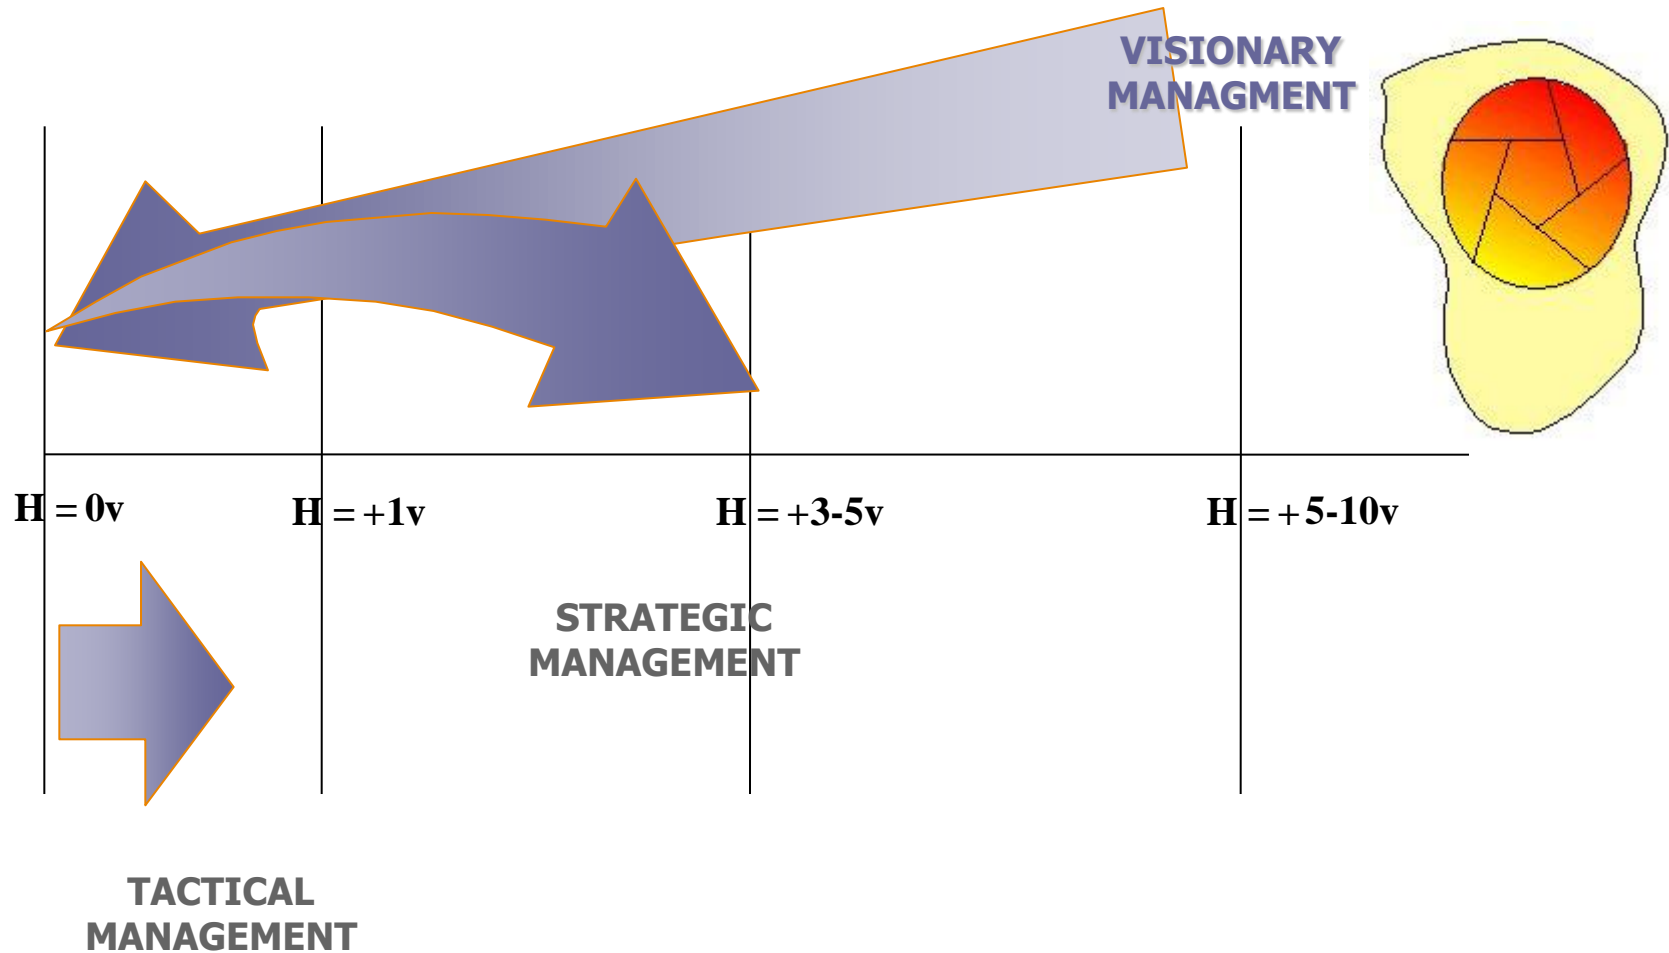 VISIONARY
MANAGMENT
H = 0v
H = +1v
H = +3-5v
H = + 5-10v
STRATEGIC
MANAGEMENT
TACTICAL
MANAGEMENT